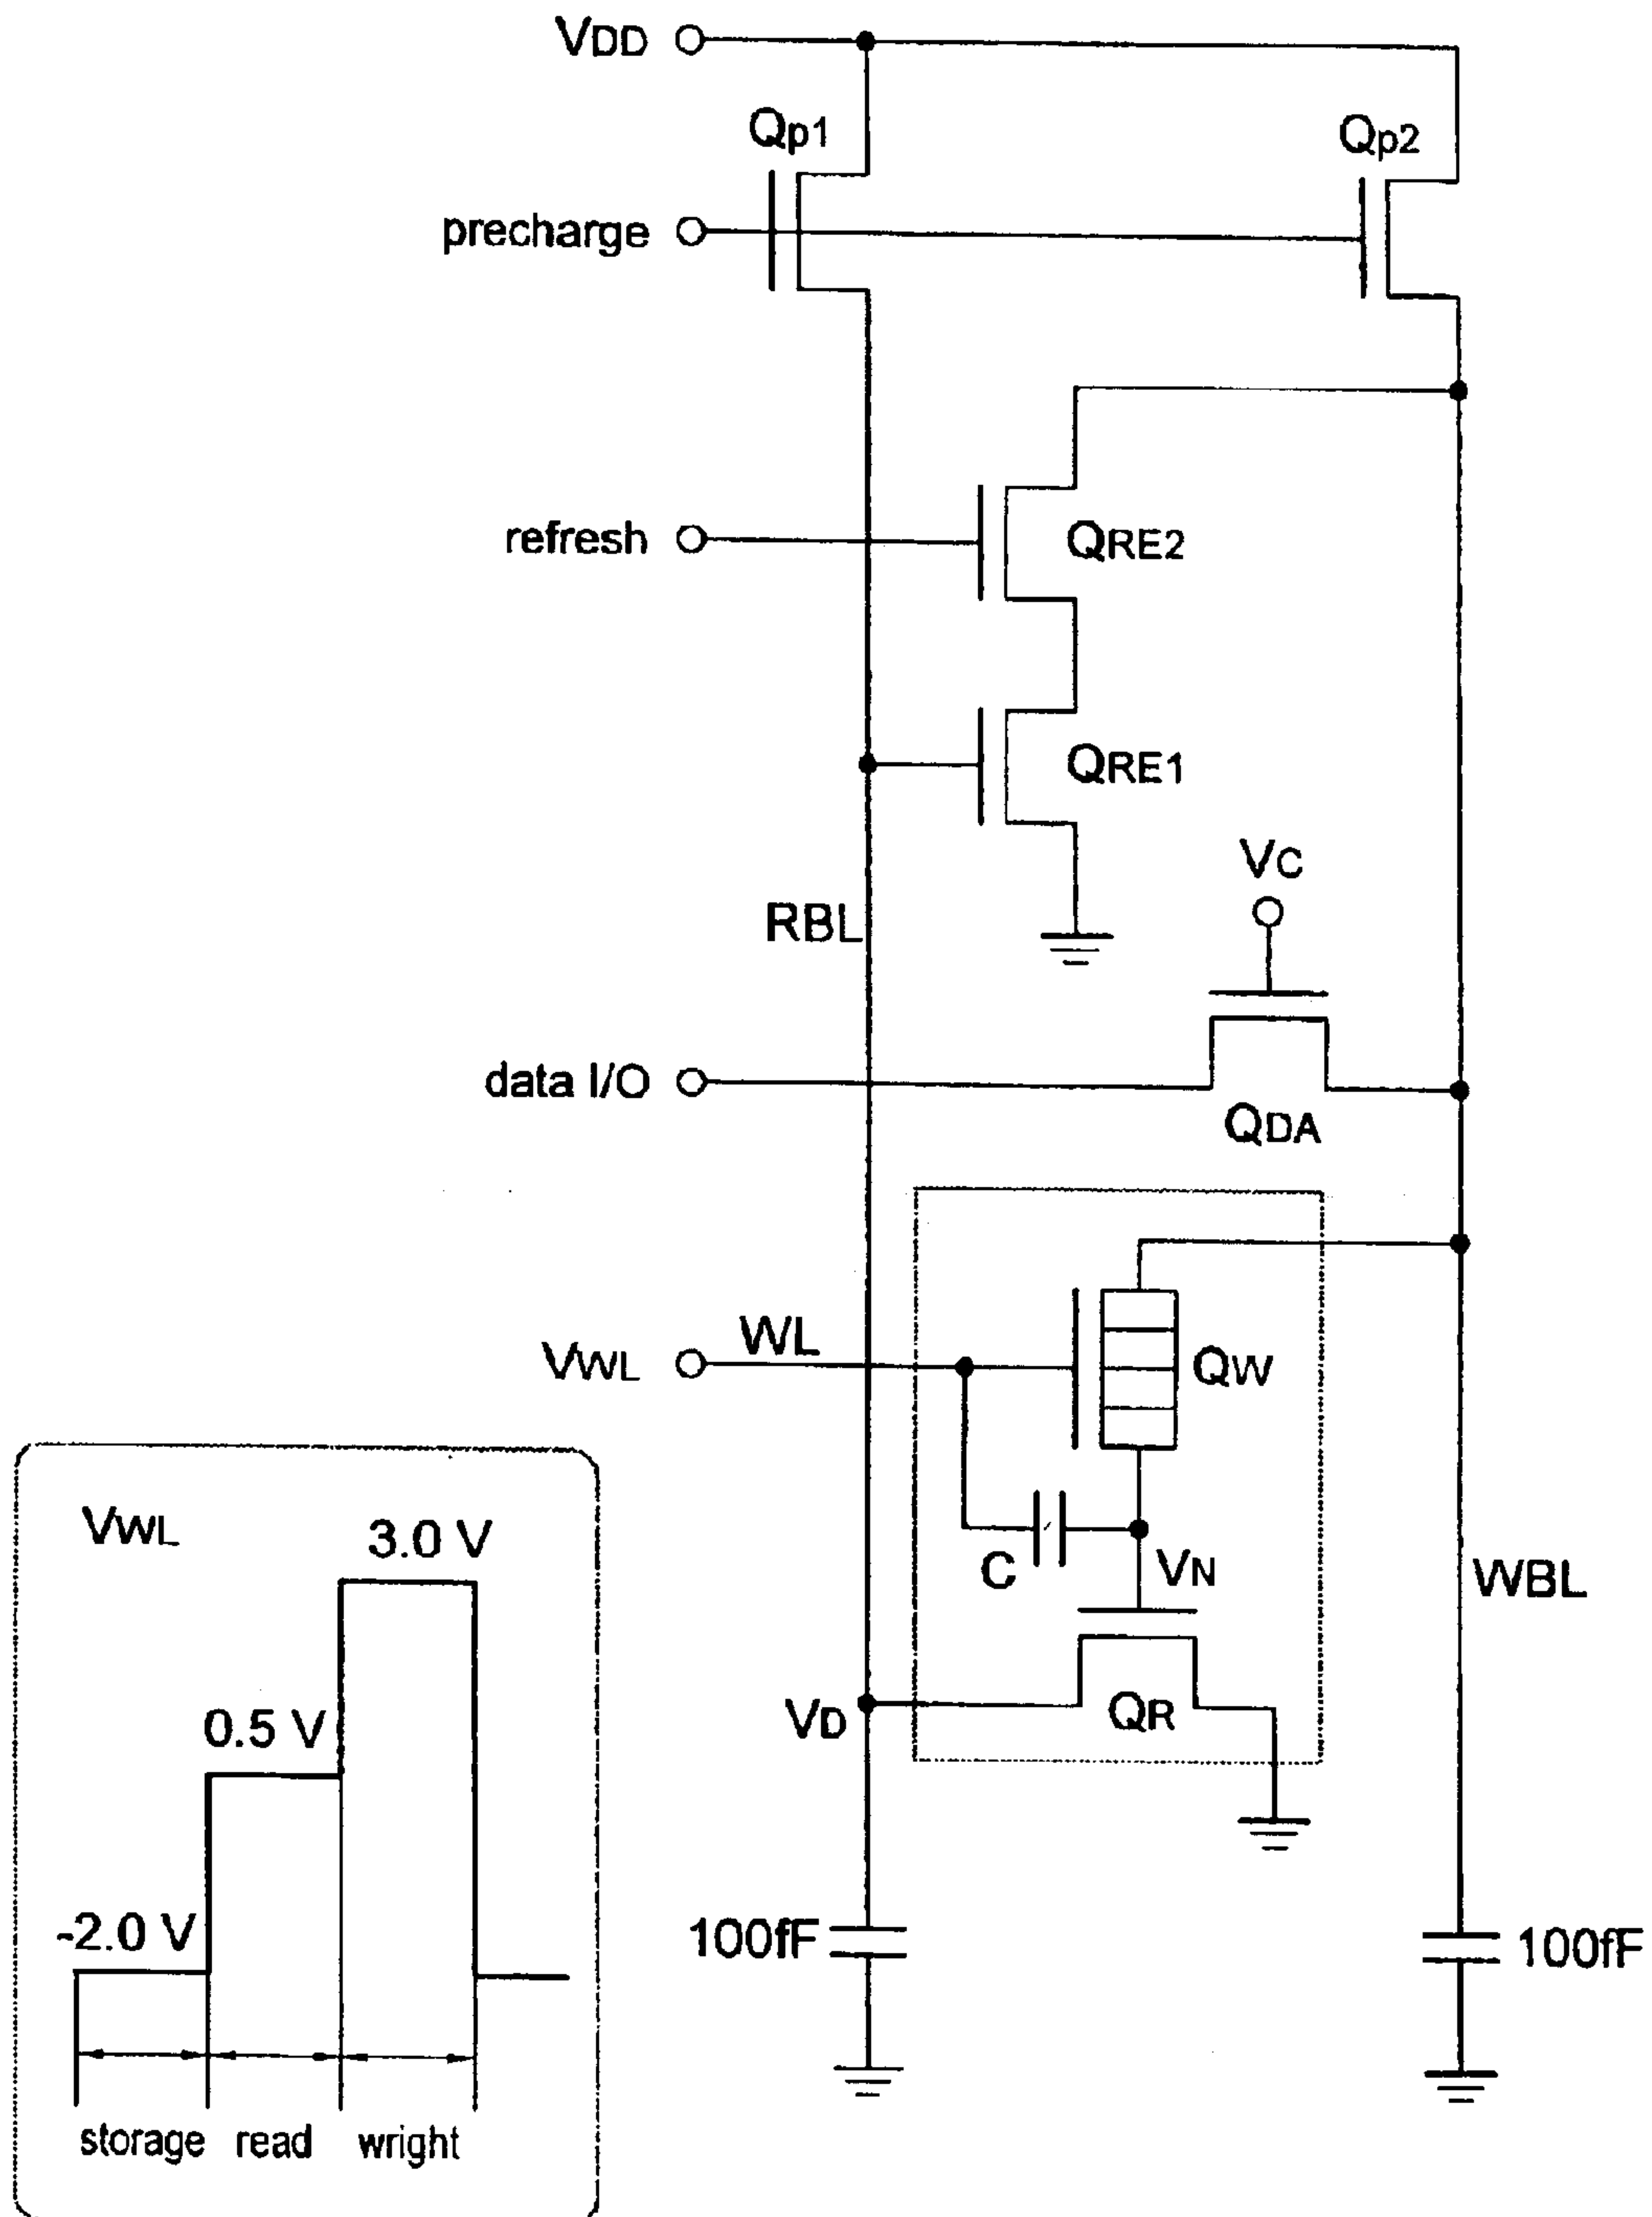 VDD
Qp1
Qp2
precharge
refresh
QRE2
QRE1
VC
RBL
data I/O
QDA
WL
VWL
QW
VWL
3.0 V
C
VN
WBL
0.5 V
VD
QR
-2.0 V
100fF
100fF
storage read wright